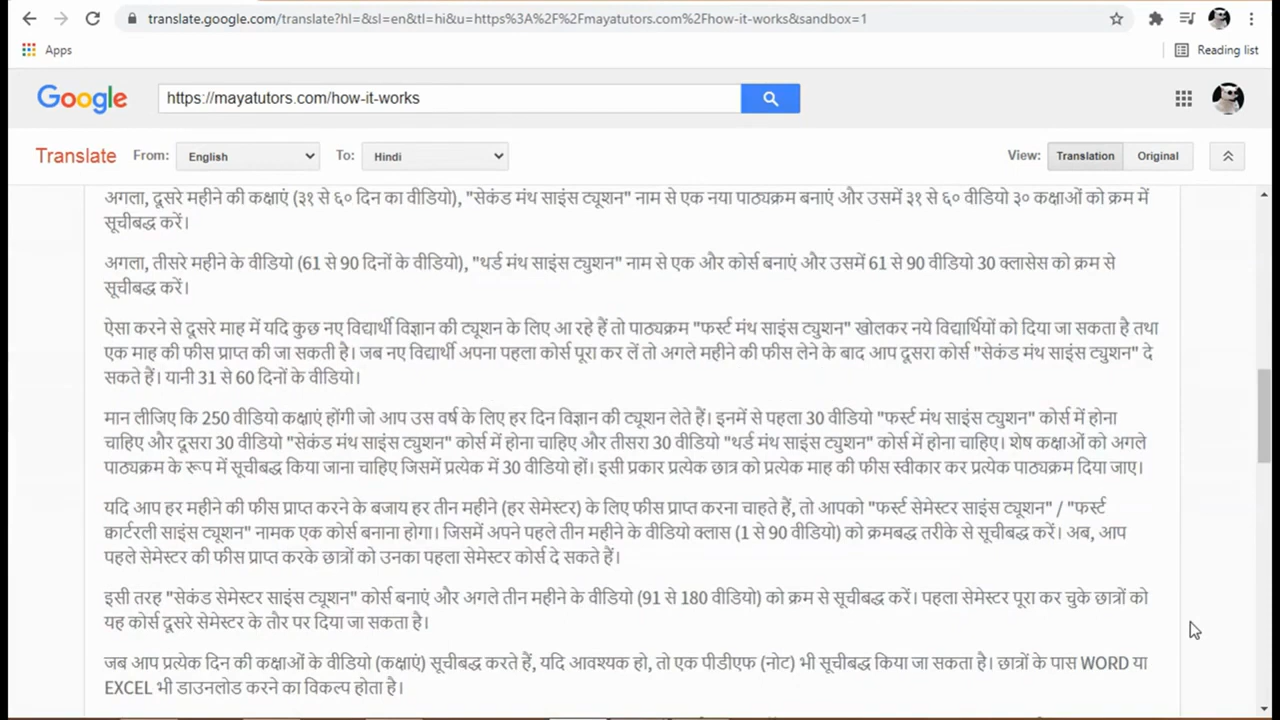 translate.google.com/translate?hl=&sl=en&tl=hi&u=https%3A%2F%2Fmayatutors.com%2Fhow-it-works&sandbox=1
Apps
Reading list
Google
https://mayatutors.com/how-it-works
Translate From: English To: Hindi View: Translation Original
अगला, दूसरे महीने की कक्षाएं (३१ से ६० दिन का वीडियो), "सेकंड मंथ साइंस ट्यूशन" नाम से एक नया पाठ्यक्रम बनाएं और उसमें ३१ से ६० वीडियो ३० कक्षाओं को क्रम में
सूचीबद्ध करें।
अगला, तीसरे महीने के वीडियो (61 से 90 दिनों के वीडियो), "थर्ड मंथ साइंस ट्युशन" नाम से एक और कोर्स बनाएं और उसमें 61 से 90 वीडियो 30 क्लासेस को क्रम से
सूचीबद्ध करें।
ऐसा करने से दूसरे माह में यदि कुछ नए विद्यार्थी विज्ञान की ट्यूशन के लिए आ रहे हैं तो पाठ्यक्रम "फर्स्ट मंथ साइंस ट्यूशन" खोलकर नये विद्यार्थियों को दिया जा सकता है तथा
एक माह की फीस प्राप्त की जा सकती है। जब नए विद्यार्थी अपना पहला कोर्स पूरा कर लें तो अगले महीने की फीस लेने के बाद आप दूसरा कोर्स "सेकंड मंथ साइंस ट्युशन" दे
सकते हैं। यानी 31 से 60 दिनों के वीडियो।
मान लीजिए कि 250 वीडियो कक्षाएं होंगी जो आप उस वर्ष के लिए हर दिन विज्ञान की ट्यूशन लेते हैं। इनमें से पहला 30 वीडियो "फर्स्ट मंथ साइंस ट्युशन" कोर्स में होना
चाहिए और दूसरा 30 वीडियो "सेकंड मंथ साइंस ट्युशन" कोर्स में होना चाहिए और तीसरा 30 वीडियो "थर्ड मंथ साइंस ट्युशन" कोर्स में होना चाहिए। शेष कक्षाओं को अगले
पाठ्यक्रम के रूप में सूचीबद्ध किया जाना चाहिए जिसमें प्रत्येक में 30 वीडियो हों। इसी प्रकार प्रत्येक छात्र को प्रत्येक माह की फीस स्वीकार कर प्रत्येक पाठ्यक्रम दिया जाए।
यदि आप हर महीने की फीस प्राप्त करने के बजाय हर तीन महीने (हर सेमेस्टर) के लिए फीस प्राप्त करना चाहते हैं, तो आपको "फर्स्ट सेमेस्टर साइंस ट्यूशन" / "फर्स्ट
क्वार्टरली साइंस ट्यूशन" नामक एक कोर्स बनाना होगा। जिसमें अपने पहले तीन महीने के वीडियो क्लास (1 से 90 वीडियो) को क्रमबद्ध तरीके से सूचीबद्ध करें। अब, आप
पहले सेमेस्टर की फीस प्राप्त करके छात्रों को उनका पहला सेमेस्टर कोर्स दे सकते हैं।
इसी तरह "सेकंड सेमेस्टर साइंस ट्यूशन" कोर्स बनाएं और अगले तीन महीने के वीडियो (91 से 180 वीडियो) को क्रम से सूचीबद्ध करें। पहला सेमेस्टर पूरा कर चुके छात्रों को
यह कोर्स दूसरे सेमेस्टर के तौर पर दिया जा सकता है।
जब आप प्रत्येक दिन की कक्षाओं के वीडियो (कक्षाएं) सूचीबद्ध करते हैं, यदि आवश्यक हो, तो एक पीडीएफ (नोट) भी सूचीबद्ध किया जा सकता है। छात्रों के पास WORD या
EXCEL भी डाउनलोड करने का विकल्प होता है।